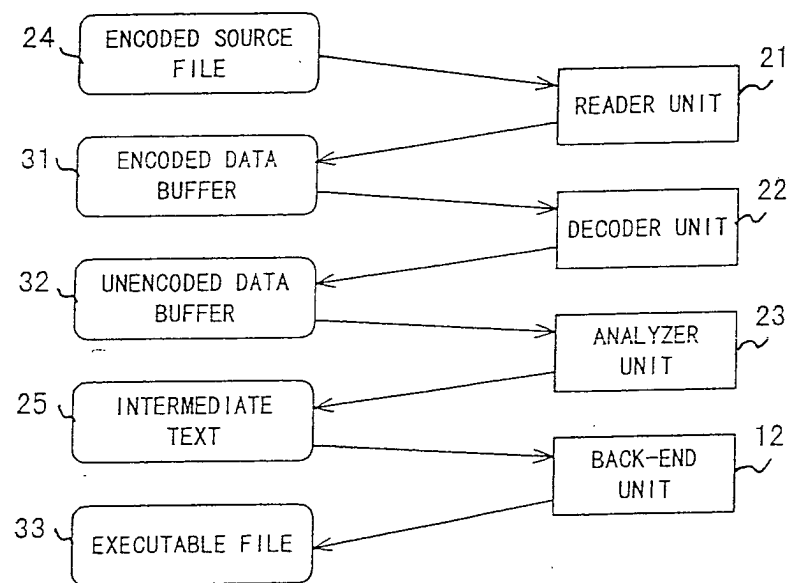 24
ENCODED SOURCE
FILE
21
READER UNIT
31
ENCODED DATA
BUFFER
22
DECODER UNIT
32
UNENCODED DATA
BUFFER
23
ANALYZER
UNIT
25
INTERMEDIATE
TEXT
12
BACK-END
UNIT
33
EXECUTABLE FILE